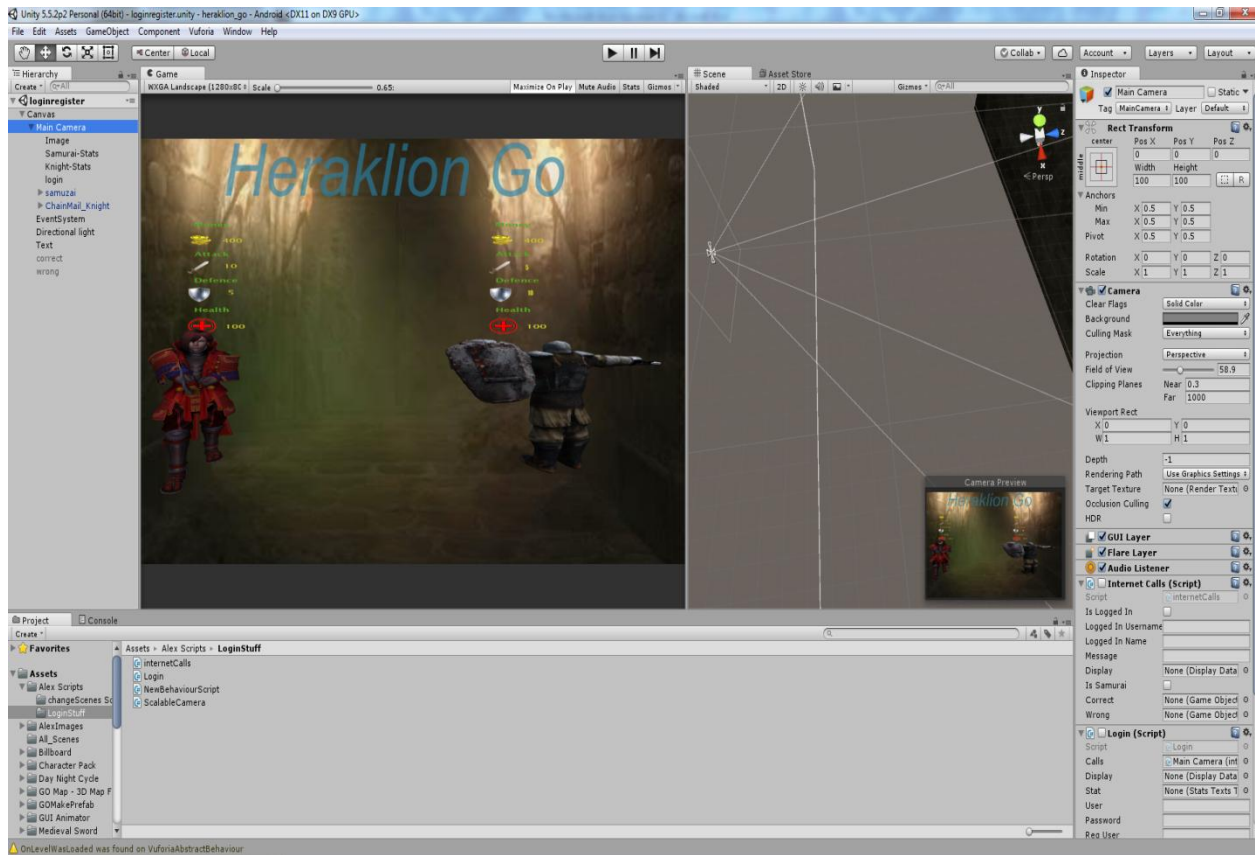 Unity 5.5.2p2 Personal (64bit) - loginregister.unity - heraklion_go - Android <DX11 on DX9 GPU>
File Edit Assets GameObject Component Vuforia Window Help
Center Local Collab Account Layers Layout
Hierarchy
Create
loginregister
Canvas
Main Camera
Image
Samurai-Stats
Knight-Stats
login
samuzai
ChainMail_Knight
EventSystem
Directional light
Text
correct
wrong
Game
WXGA Landscape (1280x8 Scale 0.65: Maximize On Play Mute Audio Stats Gizmos
Heraklion Go
400
Attack
10
Defence
5
Health
100
400
Attack
Defence
Health
100
Scene Asset Store
Shaded 2D Gizmos All
y
z
x
Persp
Camera Preview
Heraklion Go
Inspector
Main Camera Static
Tag MainCamera Layer Default
Rect Transform
center Pos X Pos Y Pos Z
middle
0 0 0
Width Height
100 100 R
Anchors
Min X 0.5 Y 0.5
Max X 0.5 Y 0.5
Pivot X 0.5 Y 0.5
Rotation X 0 Y 0 Z 0
Scale X 1 Y 1 Z 1
Camera
Clear Flags Solid Color
Background
Culling Mask Everything
Projection Perspective
Field of View 58.9
Clipping Planes Near 0.3
Far 1000
Viewport Rect
X 0 Y 0
W 1 H 1
Depth -1
Rendering Path Use Graphics Settings
Target Texture None (Render Textu
Occlusion Culling
HDR
GUI Layer
Flare Layer
Audio Listener
Internet Calls (Script)
Script internetCalls
Is Logged In
Logged In Username
Logged In Name
Message
Display None (Display Data
Is Samurai
Correct None (Game Object
Wrong None (Game Object
Login (Script)
Script Login
Calls Main Camera (int
Display None (Display Data
Stat None (Stats Texts T
User
Password
Reg User
Project Console
Create
Favorites
Assets
Alex Scripts
changeScenes Sc
LoginStuff
AlexImages
All_Scenes
Billboard
Character Pack
Day Night Cycle
GO Map - 3D Map F
GOMakePrefab
GUI Animator
Medieval Sword
Assets Alex Scripts LoginStuff
internetCalls
Login
NewBehaviourScript
ScalableCamera
OnLevelWasLoaded was found on VuforiaAbstractBehaviour